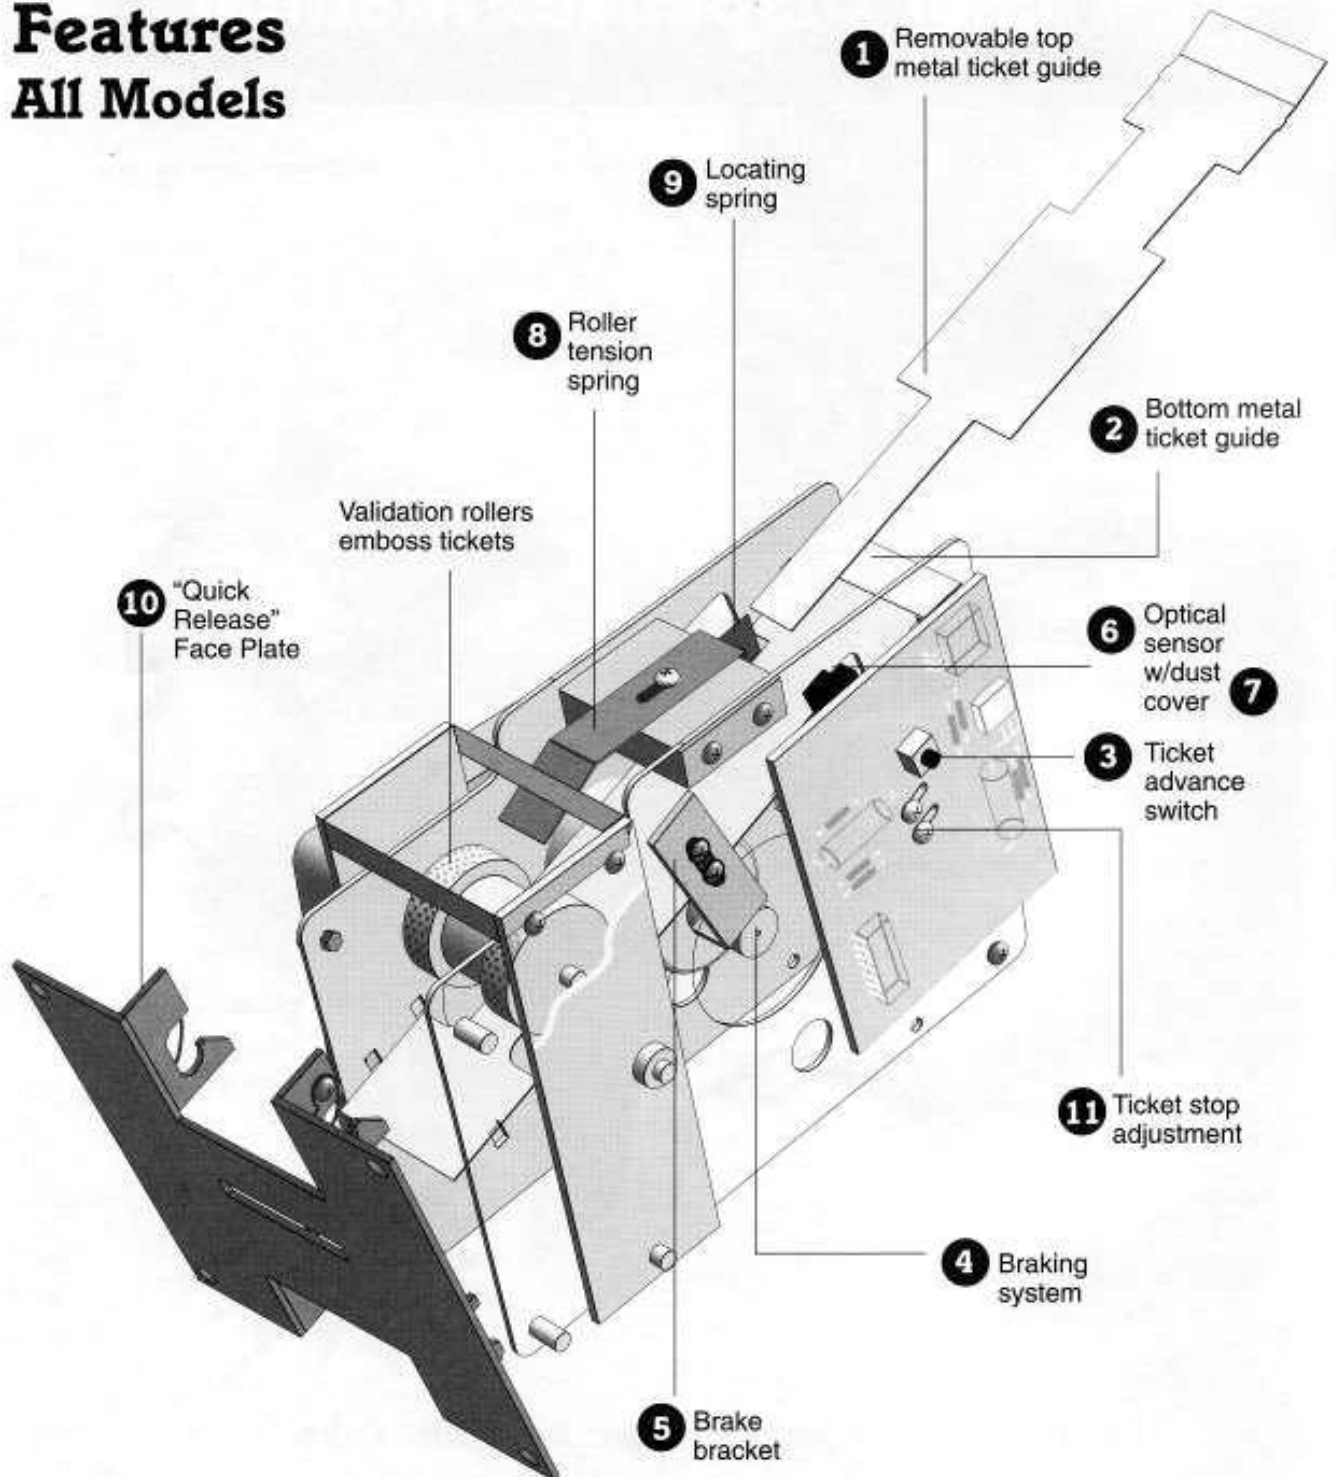 Features
All Models
1 Removable top
metal ticket guide
9 Locating
spring
8 Roller
tension
spring
2 Bottom metal
ticket guide
Validation rollers
emboss tickets
10 “Quick
Release”
Face Plate
6 Optical
sensor
w/dust
cover 7
3 Ticket
advance
switch
11 Ticket stop
adjustment
4 Braking
system
5 Brake
bracket